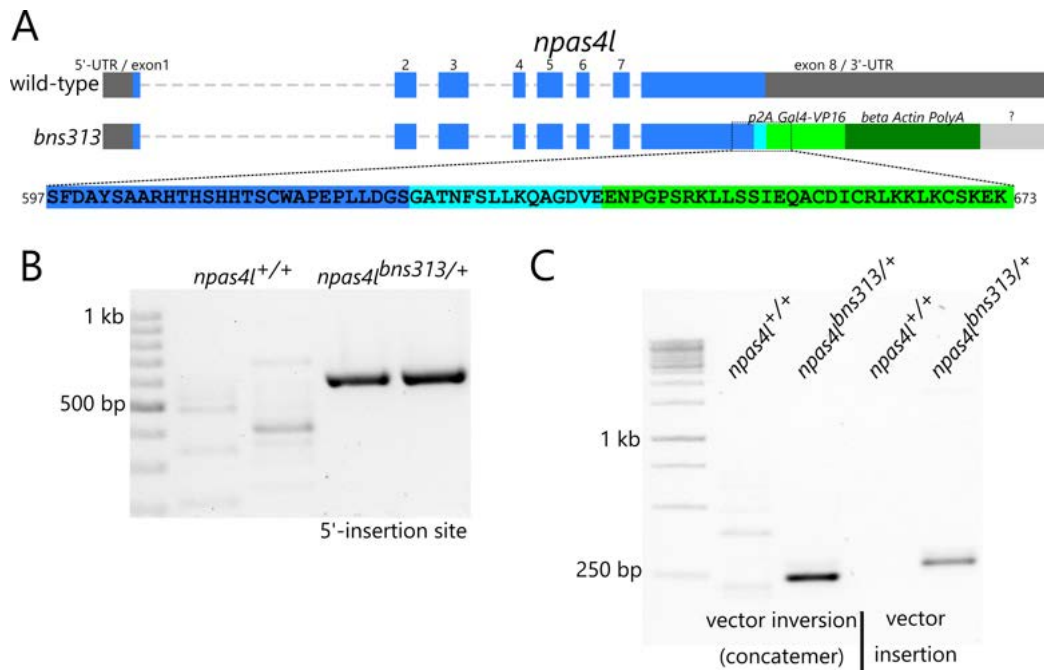 A
npas4l
5'-UTR / exon1 2 3 4 5 6 7 exon 8 / 3'-UTR
wild-type
bns313 p2A Gal4-VP16 beta Actin PolyA ?
597 SFDAYSAARHTHSHHTSCWAPEPLLDGSGATNFSLLKQAGDVEENPGPSRKLLSSIEQACDICRLKKLKCSKEK 673
B
npas4l+/+ npas4lbns313/+
1 kb
500 bp
5'-insertion site
C
npas4l+/+ npas4lbns313/+ npas4l+/+ npas4lbns313/+
1 kb
250 bp
vector inversion vector
(concatemer) insertion